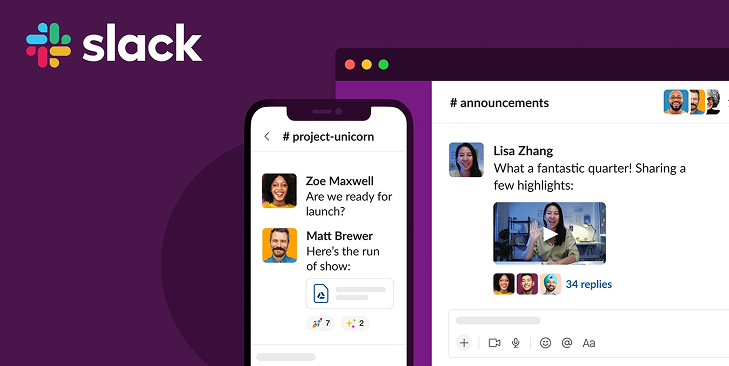 slack
# project-unicorn
Zoe Maxwell
Are we ready for
launch?
Matt Brewer
Here's the run
of show:
7
2
# announcements
Lisa Zhang
What a fantastic quarter! Sharing a
few highlights:
34 replies
Aa